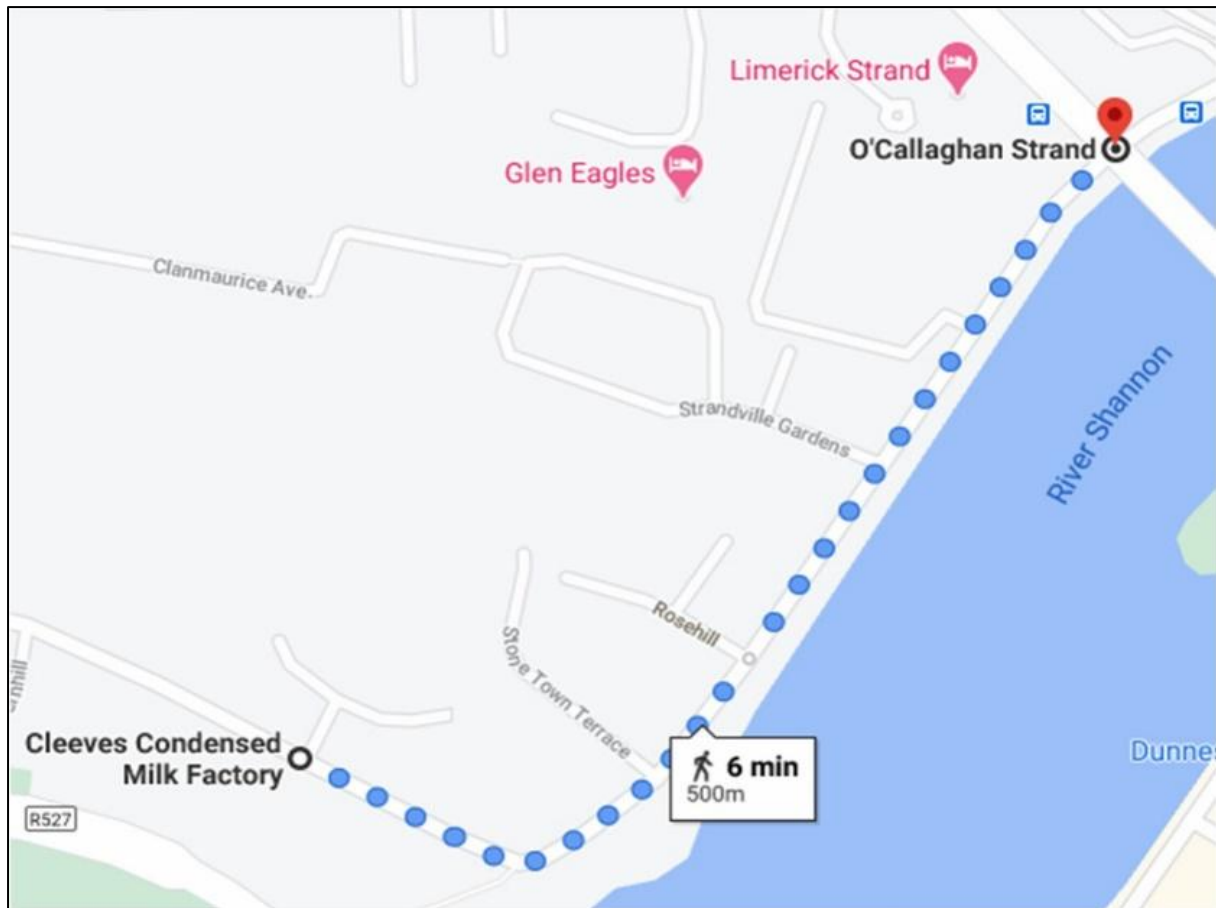 Limerick Strand
O'Callaghan Strand
Glen Eagles
Clanmaurice Ave.
Strandville Gardens
River Shannon
Rosehill
Stone Town Terrace
Cleeves Condensed
Milk Factory
6 min
500m
R527